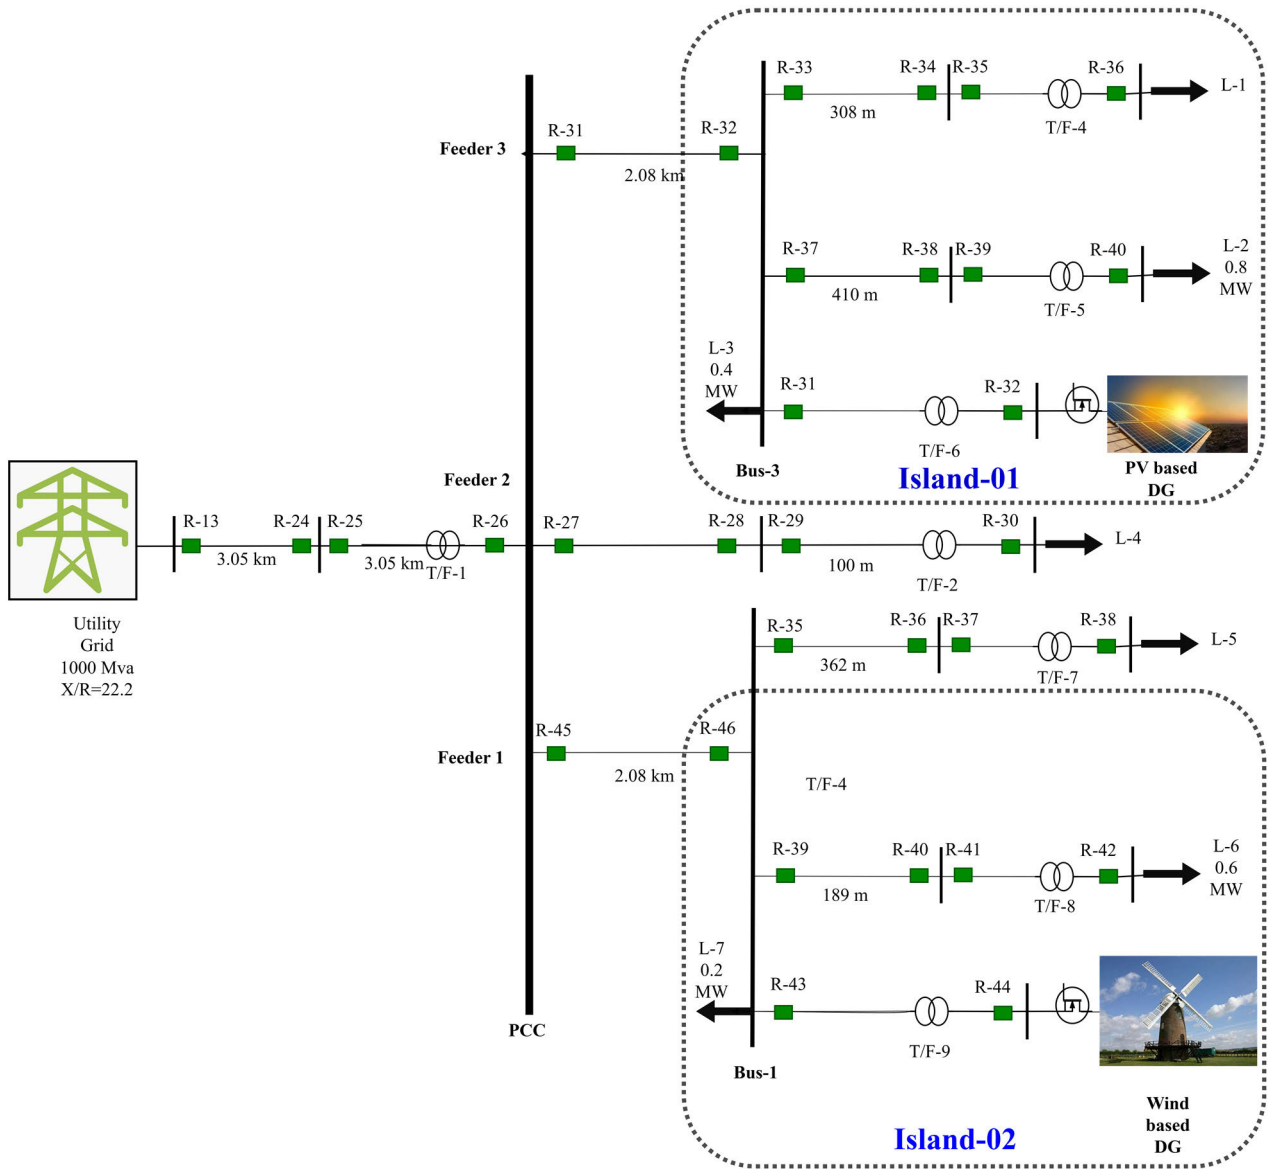 R-33
R-34
R-35
R-36
L-1
308 m
T/F-4
R-31
R-32
Feeder 3
2.08 km
R-37
R-38
R-39
R-40
L-2
0.8
MW
410 m
T/F-5
L-3
0.4
MW
R-31
R-32
T/F-6
Bus-3
Island-01
PV based
DG
Feeder 2
R-13
R-24
R-25
R-26
R-27
R-28
R-29
R-30
L-4
3.05 km
3.05 km
T/F-1
100 m
T/F-2
Utility
Grid
1000 Mva
X/R=22.2
R-35
R-36
R-37
R-38
L-5
362 m
T/F-7
R-45
R-46
Feeder 1
2.08 km
T/F-4
R-39
R-40
R-41
R-42
L-6
0.6
MW
189 m
T/F-8
L-7
0.2
MW
R-43
R-44
T/F-9
PCC
Bus-1
Island-02
Wind
based
DG